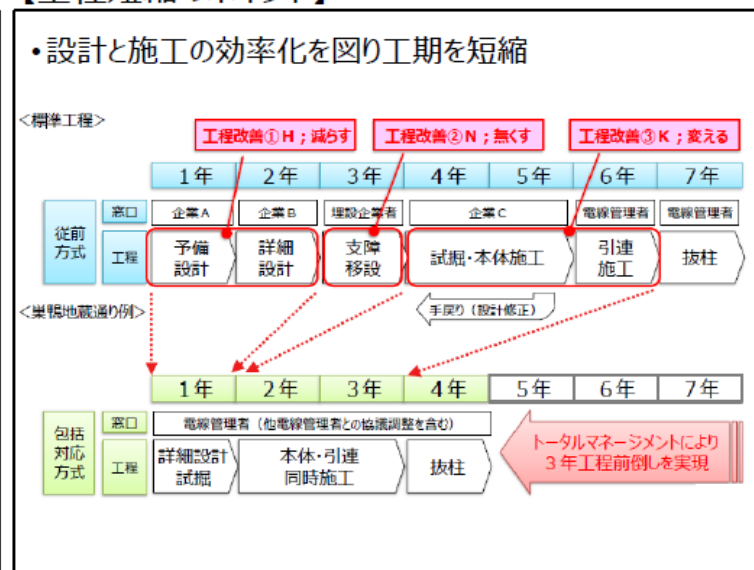 ・設計と施工の効率化を図り工期を短縮
<標準工程>
工程改善①H；減らす
工程改善②N；無くす
工程改善③K；変える
1年 2年 3年 4年 5年 6年 7年
従前
方式
窓口 企業A 企業B 埋設企業者 企業C 電線管理者 電線管理者
工程
予備
設計
詳細
設計
支障
移設
試掘・本体施工
引連
施工
抜柱
手戻り（設計修正）
<巣鴨地蔵通り例>
1年 2年 3年 4年 5年 6年 7年
包括
対応
方式
窓口 電線管理者（他電線管理者との協議調整を含む）
工程
詳細設計
試掘
本体・引連
同時施工
抜柱
トータルマネージメントにより
3年工程前倒しを実現